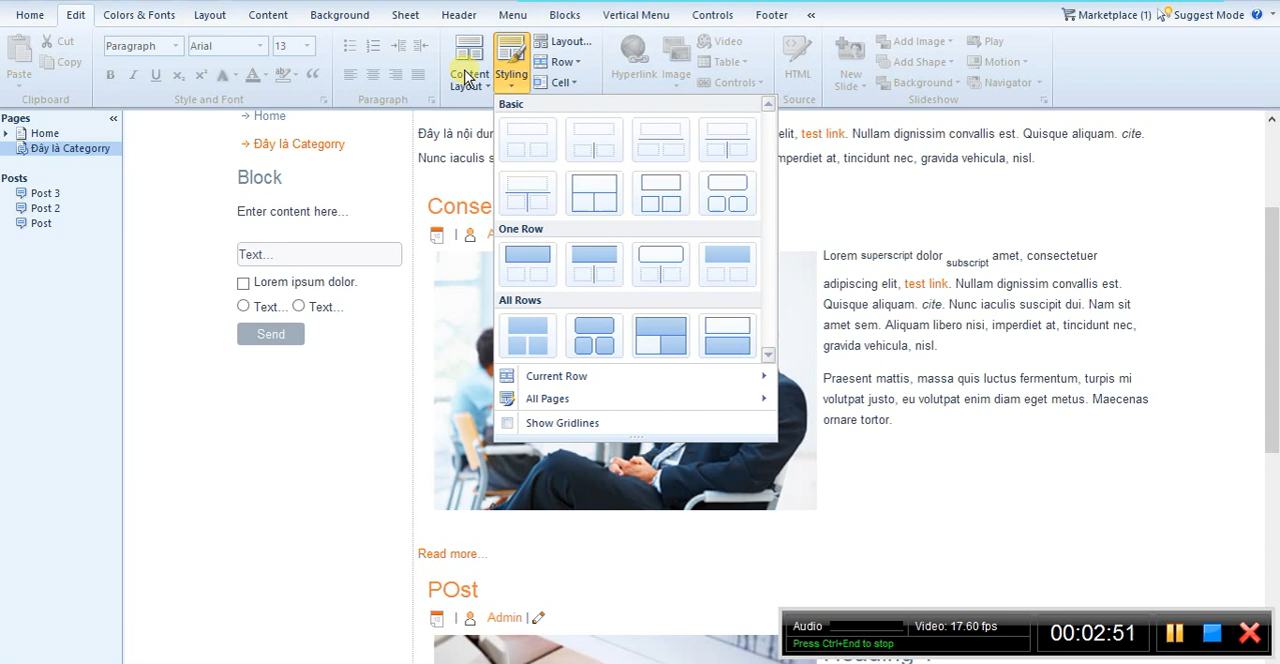 Home Edit Colors & Fonts Layout Content Background Sheet Header Menu Blocks Vertical Menu Controls Footer « Marketplace (1) Suggest Mode
Paste Cut Copy
Clipboard
Paragraph Arial 13
B I U x₂ x² A A ab
Style and Font
Paragraph
Content Layout
Styling
Layout...
Row
Cell
Hyperlink Image
Video
Table
Controls
HTML
Source
New Slide
Add Image
Add Shape
Background
Play
Motion
Navigator
Slideshow
Pages «
Home
Đây là Categorry
Posts
Post 3
Post 2
Post
→ Home
→ Đây là Categorry
Block
Enter content here...
Text...
Lorem ipsum dolor.
Text... Text...
Send
Basic
One Row
All Rows
Current Row
All Pages
Show Gridlines
Đây là nội dun
elit, test link. Nullam dignissim convallis est. Quisque aliquam. cite.
Nunc iaculis s
mperdiet at, tincidunt nec, gravida vehicula, nisl.
Conse
| A
Lorem superscript dolor subscript amet, consectetuer
adipiscing elit, test link. Nullam dignissim convallis est.
Quisque aliquam. cite. Nunc iaculis suscipit dui. Nam sit
amet sem. Aliquam libero nisi, imperdiet at, tincidunt nec,
gravida vehicula, nisl.
Praesent mattis, massa quis luctus fermentum, turpis mi
volutpat justo, eu volutpat enim diam eget metus. Maecenas
ornare tortor.
Read more...
POst
| Admin |
Audio Video: 17.60 fps
Press Ctrl+End to stop
00:02:51